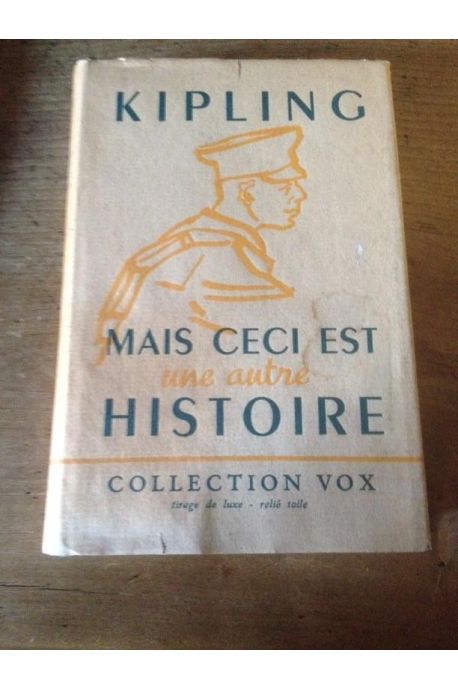 KIPLING
MAIS CECI EST
une autre
HISTOIRE
COLLECTION VOX
tirage de luxe - relié toile